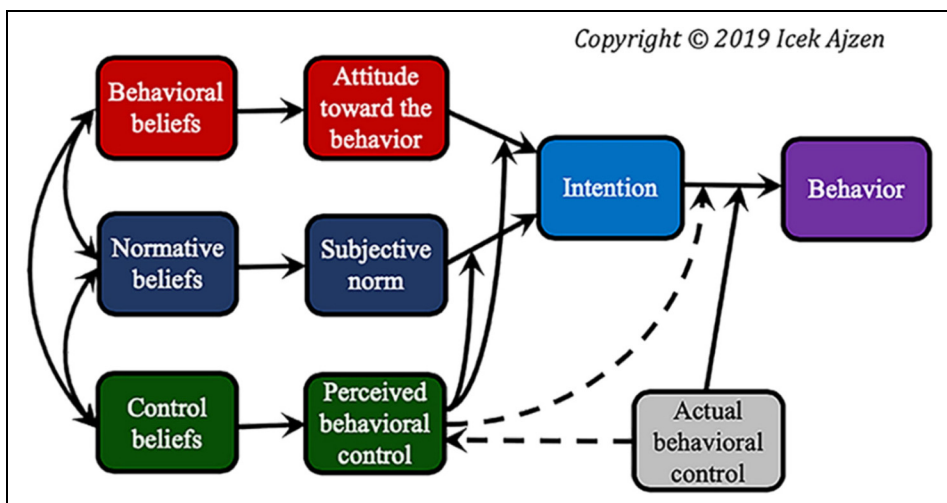 Copyright © 2019 Icek Ajzen
Behavioral
beliefs
Attitude
toward the
behavior
Intention
Behavior
Normative
beliefs
Subjective
norm
Control
beliefs
Perceived
behavioral
control
Actual
behavioral
control